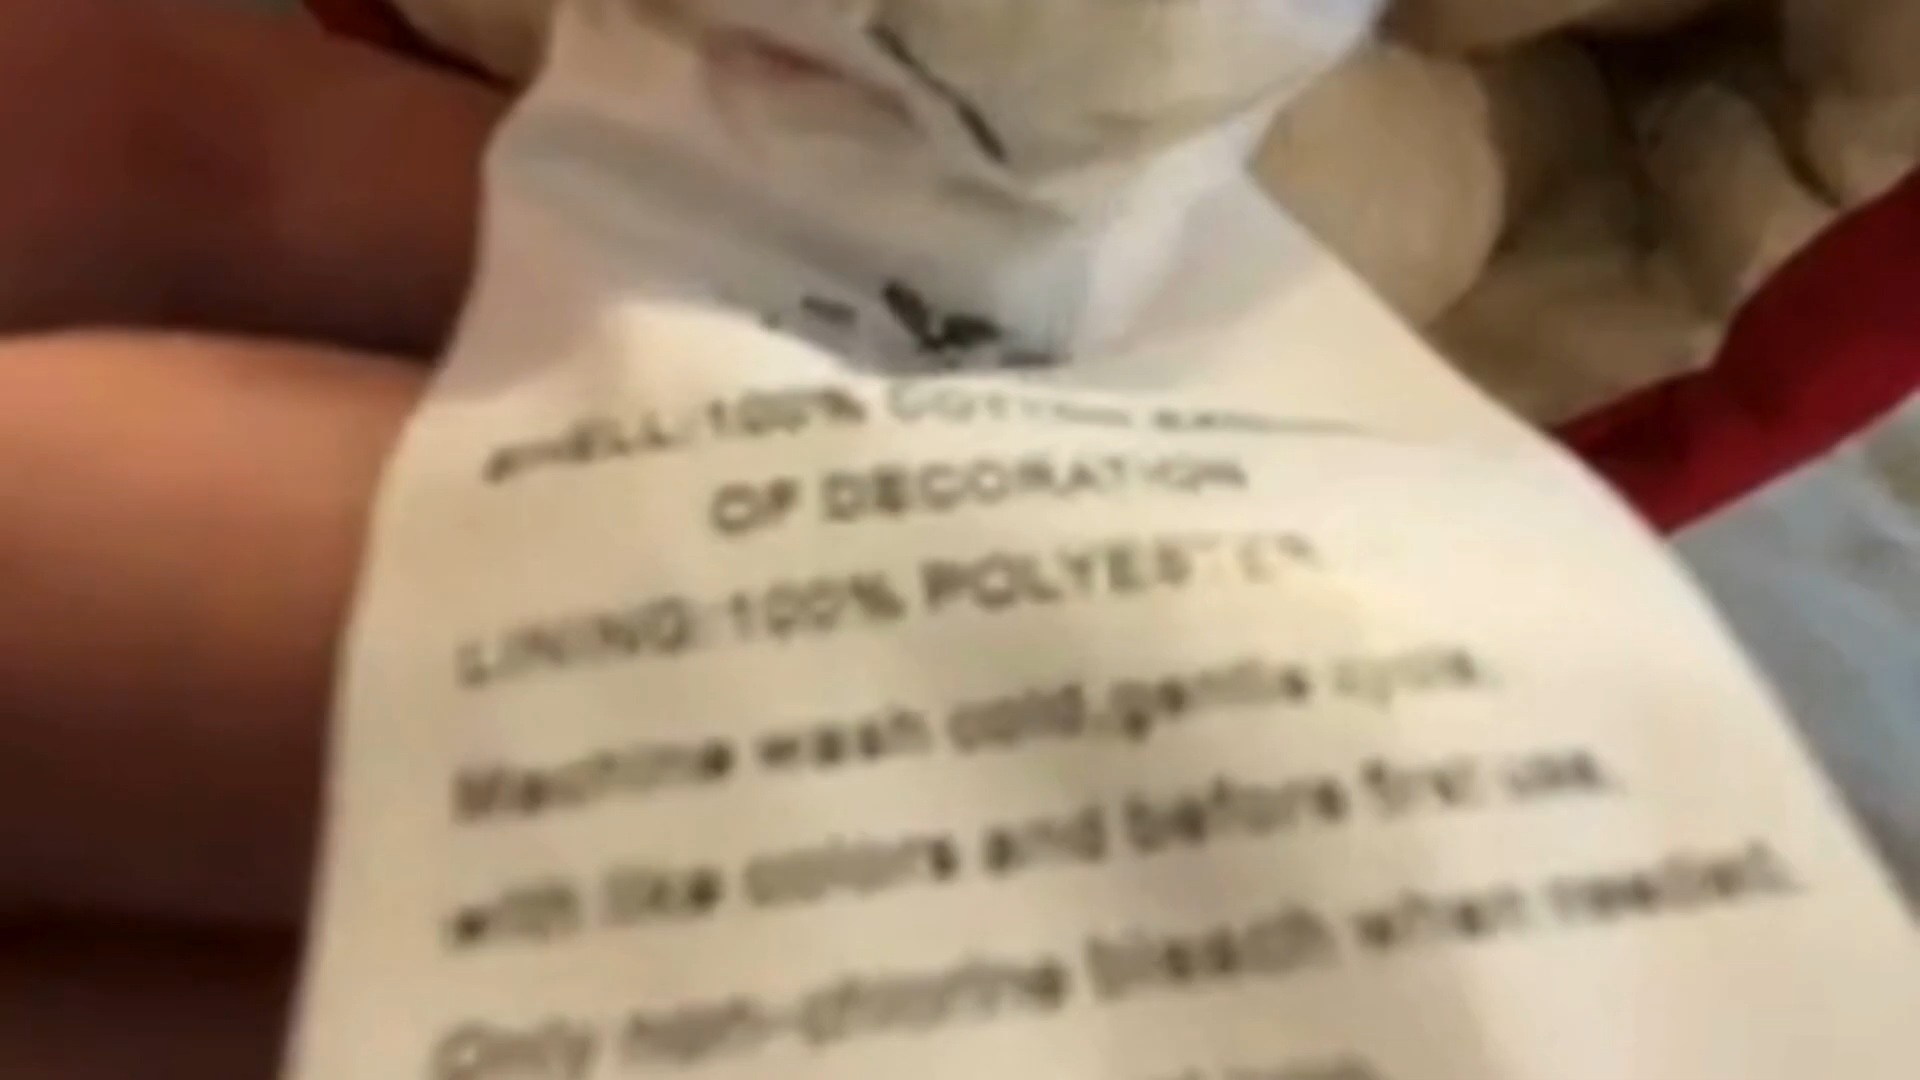 SHELL:100% COTTON
OF DECORATION
LINING:100% POLYESTER
Machine wash cold,gentle cycle,
with like colors and before first use.
Only non-chlorine bleach when needed.